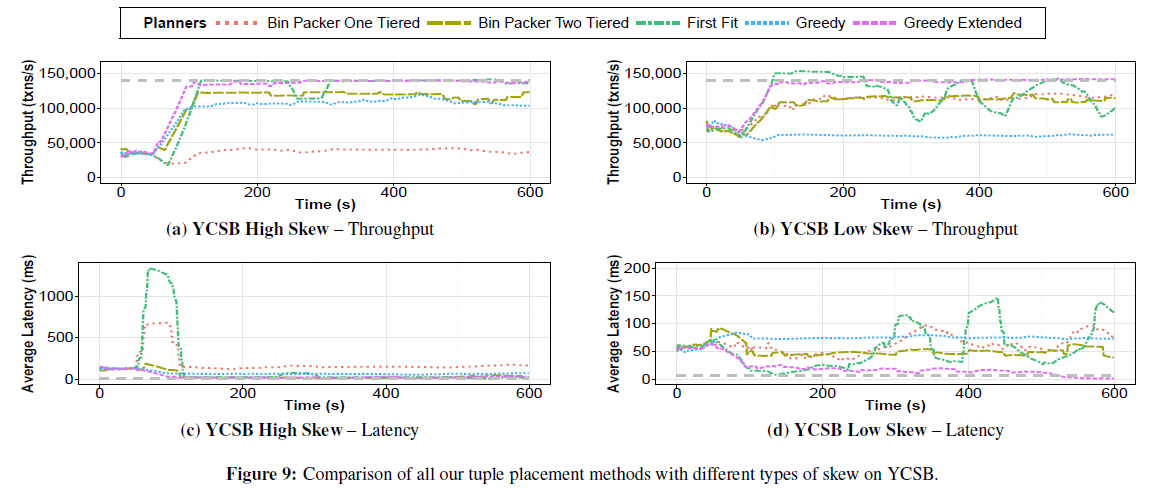 Planners Bin Packer One Tiered Bin Packer Two Tiered First Fit Greedy Greedy Extended
Throughput (txns/s)
150,000
100,000
50,000
0
0 200 400 600
Time (s)
(a) YCSB High Skew – Throughput
Throughput (txns/s)
150,000
100,000
50,000
0
0 200 400 600
Time (s)
(b) YCSB Low Skew – Throughput
Average Latency (ms)
1000
500
0
0 200 400 600
Time (s)
(c) YCSB High Skew – Latency
Average Latency (ms)
200
150
100
50
0
0 200 400 600
Time (s)
(d) YCSB Low Skew – Latency
Figure 9: Comparison of all our tuple placement methods with different types of skew on YCSB.